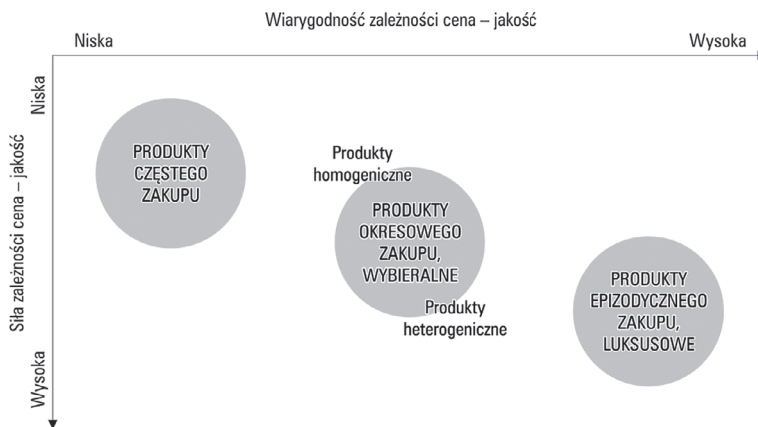 Wiarygodność zależności cena – jakość
Niska
Wysoka
Niska
Siła zależności cena – jakość
Wysoka
PRODUKTY
CZĘSTEGO
ZAKUPU
Produkty
homogeniczne
PRODUKTY
OKRESOWEGO
ZAKUPU,
WYBIERALNE
Produkty
heterogeniczne
PRODUKTY
EPIZODYCZNEGO
ZAKUPU,
LUKSUSOWE